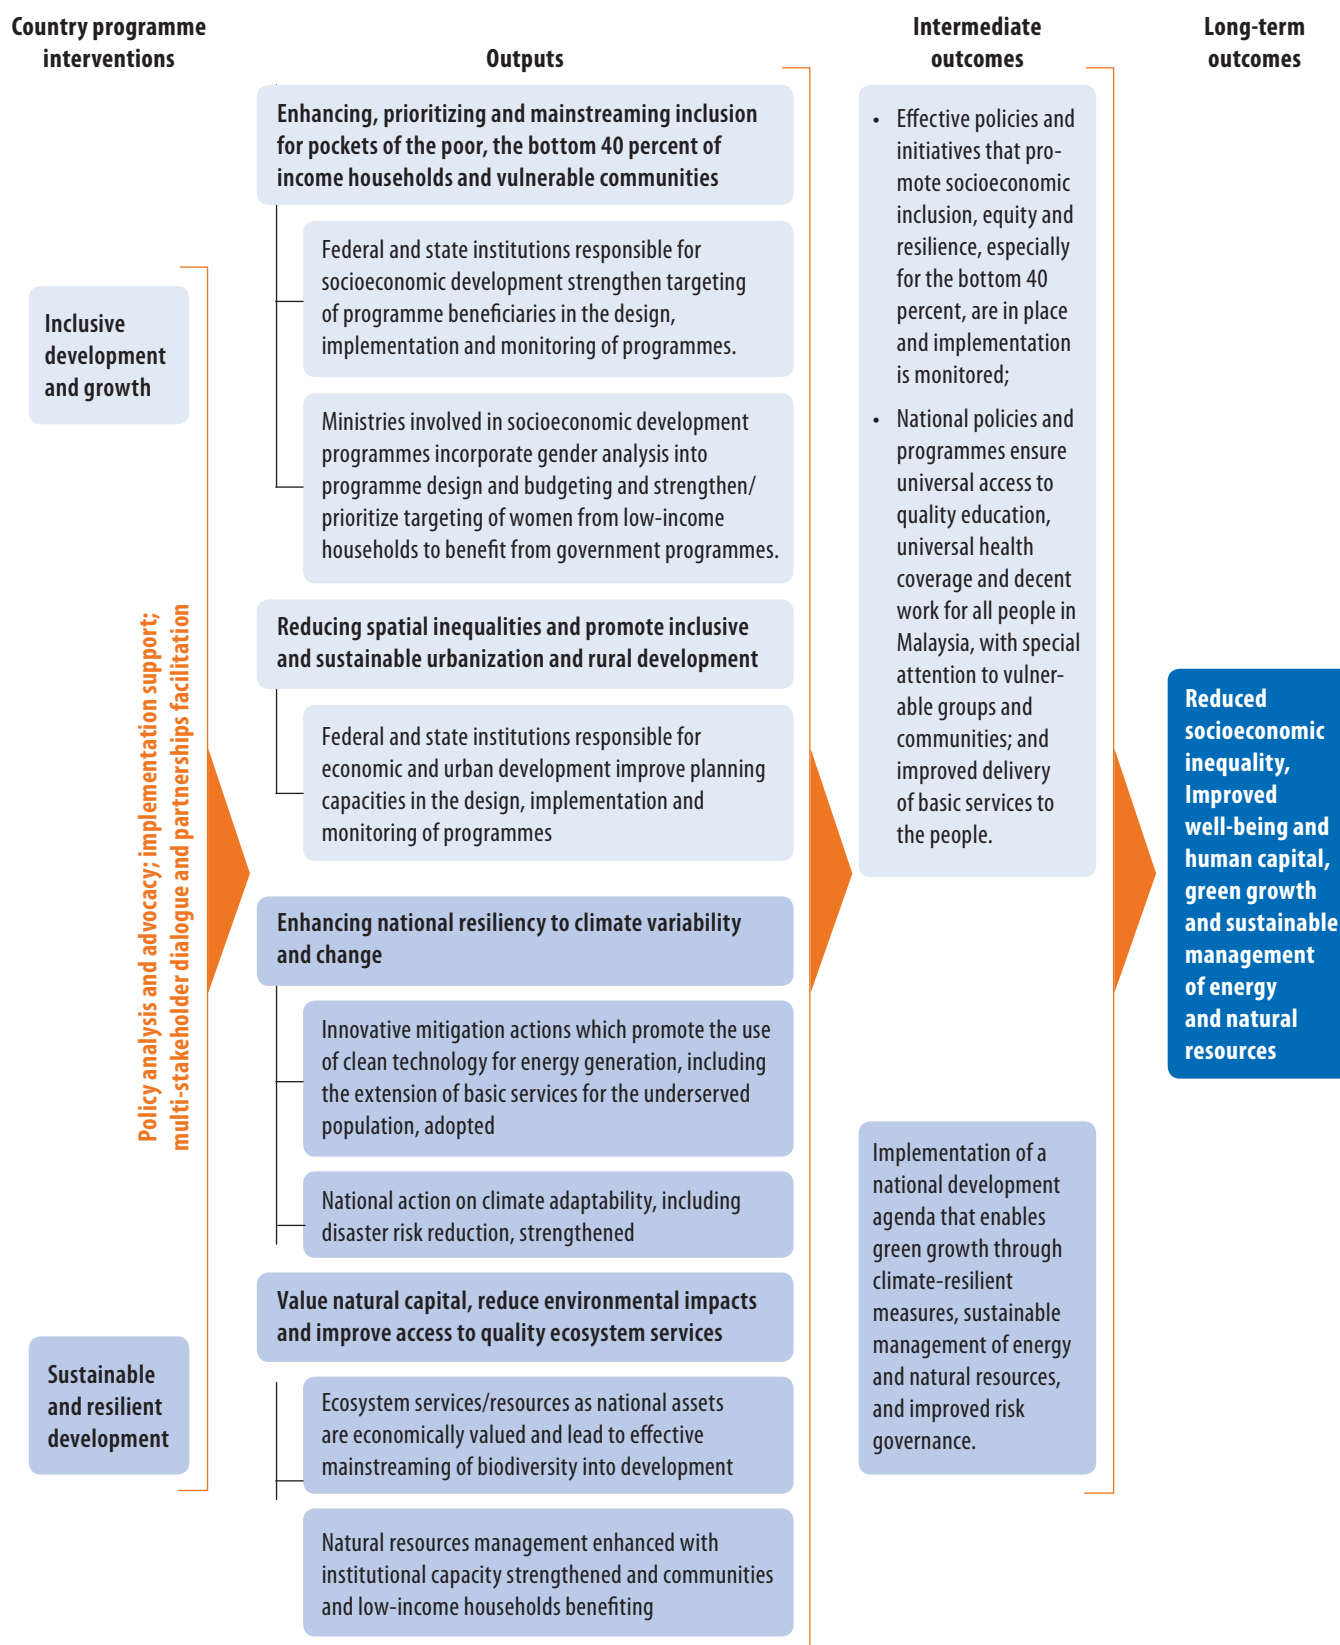 Country programme
interventions
Outputs
Intermediate
outcomes
Long-term
outcomes
Inclusive
development
and growth
Policy analysis and advocacy; implementation support;
multi-stakeholder dialogue and partnerships facilitation
Sustainable
and resilient
development
Enhancing, prioritizing and mainstreaming inclusion
for pockets of the poor, the bottom 40 percent of
income households and vulnerable communities
Federal and state institutions responsible for
socioeconomic development strengthen targeting
of programme beneficiaries in the design,
implementation and monitoring of programmes.
Ministries involved in socioeconomic development
programmes incorporate gender analysis into
programme design and budgeting and strengthen/
prioritize targeting of women from low-income
households to benefit from government programmes.
Reducing spatial inequalities and promote inclusive
and sustainable urbanization and rural development
Federal and state institutions responsible for
economic and urban development improve planning
capacities in the design, implementation and
monitoring of programmes
Enhancing national resiliency to climate variability
and change
Innovative mitigation actions which promote the use
of clean technology for energy generation, including
the extension of basic services for the underserved
population, adopted
National action on climate adaptability, including
disaster risk reduction, strengthened
Value natural capital, reduce environmental impacts
and improve access to quality ecosystem services
Ecosystem services/resources as national assets
are economically valued and lead to effective
mainstreaming of biodiversity into development
Natural resources management enhanced with
institutional capacity strengthened and communities
and low-income households benefiting
• Effective policies and
initiatives that pro-
mote socioeconomic
inclusion, equity and
resilience, especially
for the bottom 40
percent, are in place
and implementation
is monitored;
• National policies and
programmes ensure
universal access to
quality education,
universal health
coverage and decent
work for all people in
Malaysia, with special
attention to vulner-
able groups and
communities; and
improved delivery
of basic services to
the people.
Implementation of a
national development
agenda that enables
green growth through
climate-resilient
measures, sustainable
management of energy
and natural resources,
and improved risk
governance.
Reduced
socioeconomic
inequality,
Improved
well-being and
human capital,
green growth
and sustainable
management
of energy
and natural
resources